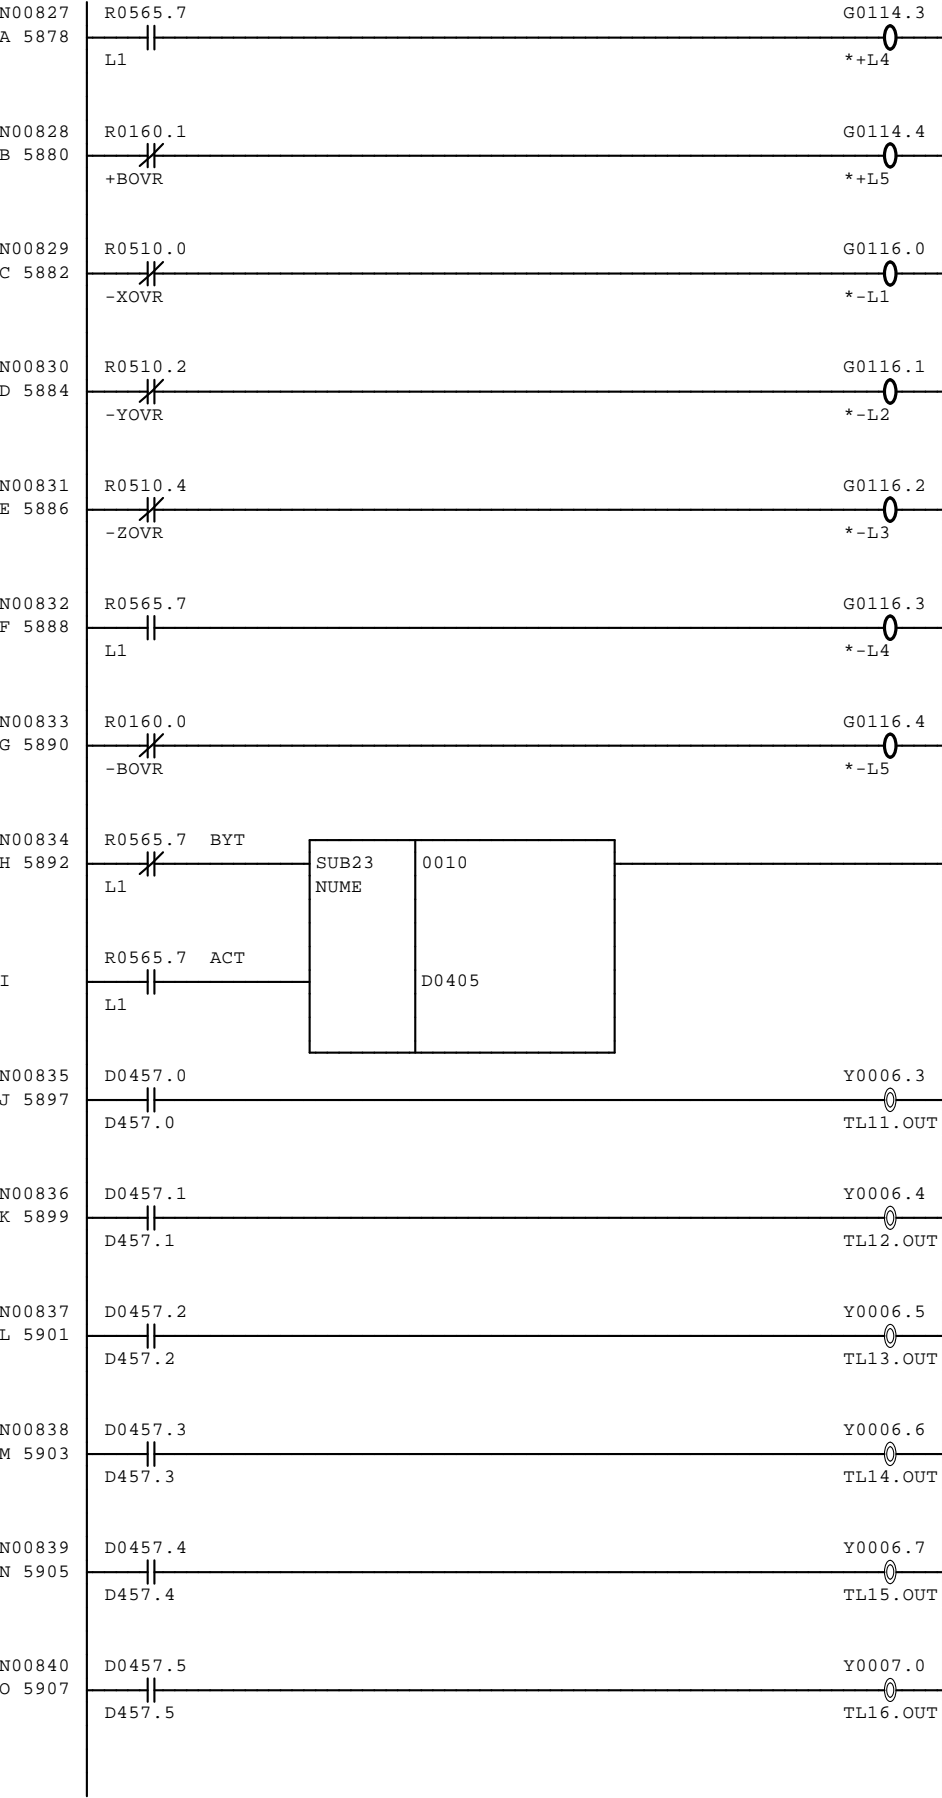 N00827 R0565.7 G0114.3
A 5878
L1 *+L4
N00828 R0160.1 G0114.4
B 5880
+BOVR *+L5
N00829 R0510.0 G0116.0
C 5882
-XOVR *-L1
N00830 R0510.2 G0116.1
D 5884
-YOVR *-L2
N00831 R0510.4 G0116.2
E 5886
-ZOVR *-L3
N00832 R0565.7 G0116.3
F 5888
L1 *-L4
N00833 R0160.0 G0116.4
G 5890
-BOVR *-L5
N00834 R0565.7 BYT
H 5892 SUB23 0010
L1 NUME
R0565.7 ACT
I D0405
L1
N00835 D0457.0 Y0006.3
J 5897
D457.0 TL11.OUT
N00836 D0457.1 Y0006.4
K 5899
D457.1 TL12.OUT
N00837 D0457.2 Y0006.5
L 5901
D457.2 TL13.OUT
N00838 D0457.3 Y0006.6
M 5903
D457.3 TL14.OUT
N00839 D0457.4 Y0006.7
N 5905
D457.4 TL15.OUT
N00840 D0457.5 Y0007.0
O 5907
D457.5 TL16.OUT